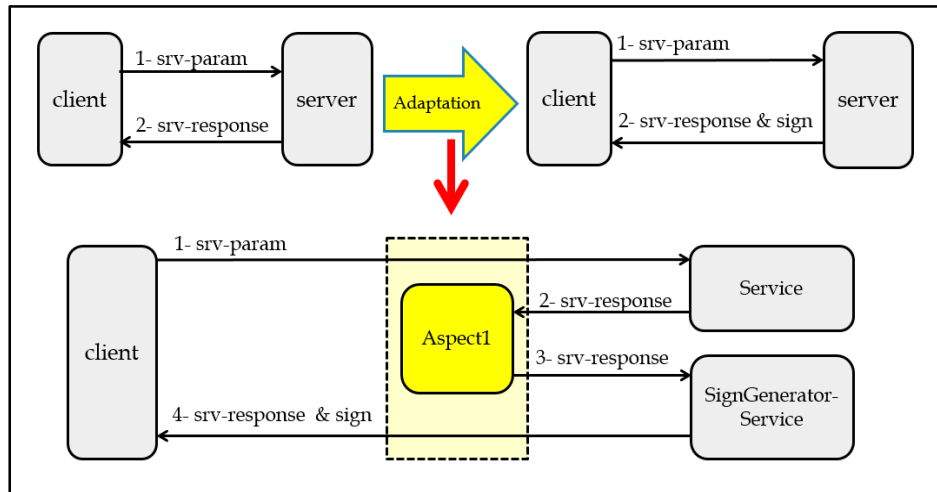 client
1- srv-param
2- srv-response
server
Adaptation
client
1- srv-param
2- srv-response & sign
server
client
1- srv-param
Aspect1
2- srv-response
Service
3- srv-response
SignGenerator-
Service
4- srv-response & sign